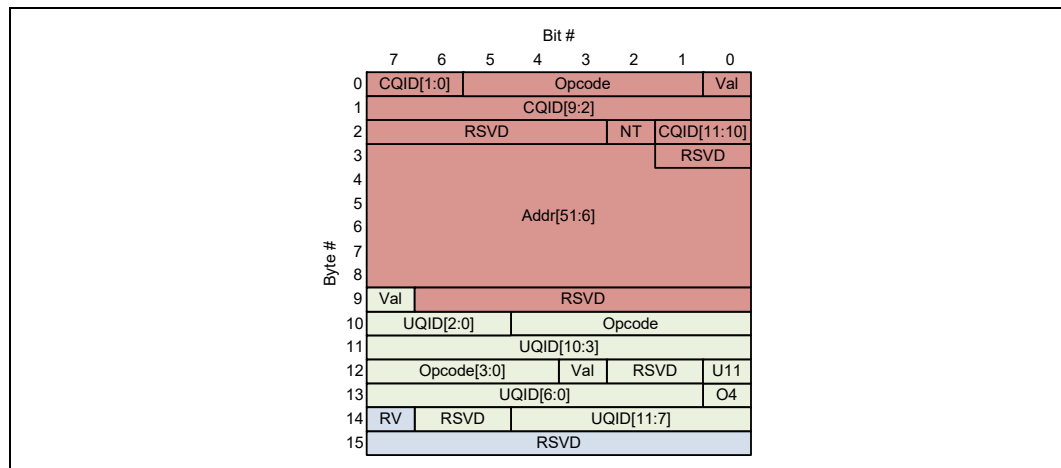 Bit #
7 6 5 4 3 2 1 0
0 CQID[1:0] Opcode Val
1 CQID[9:2]
2 RSVD NT CQID[11:10]
3 RSVD
4
5
Addr[51:6]
6
7
8
Byte #
9 Val RSVD
10 UQID[2:0] Opcode
11 UQID[10:3]
12 Opcode[3:0] Val RSVD U11
13 UQID[6:0] O4
14 RV RSVD UQID[11:7]
15 RSVD